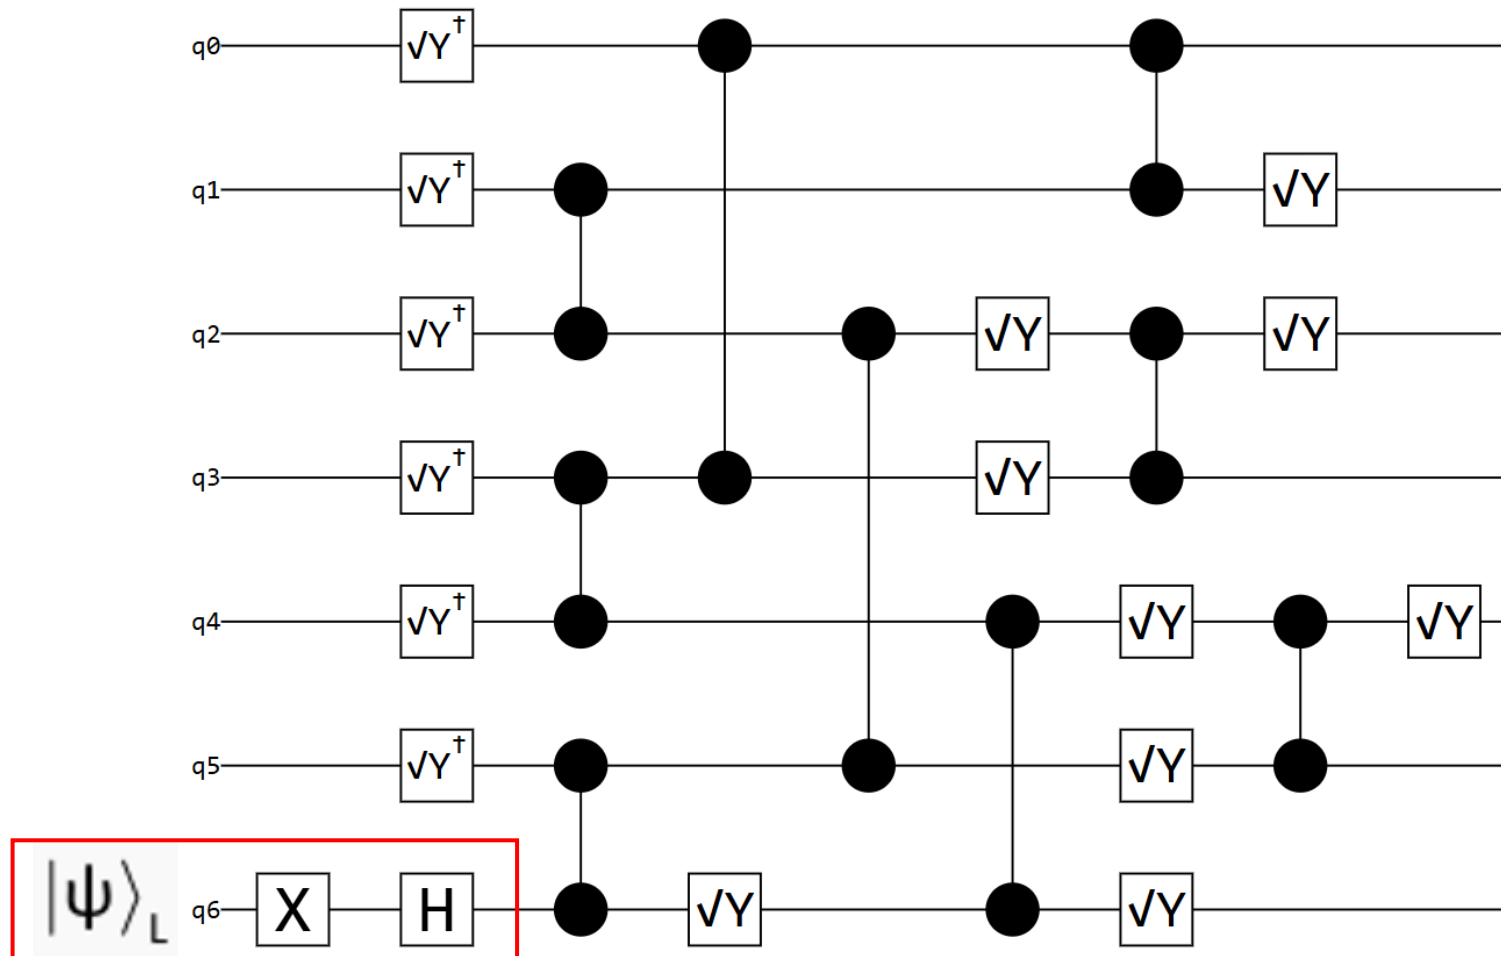 q0 √Y†
q1 √Y† √Y
q2 √Y† √Y √Y
q3 √Y† √Y
q4 √Y† √Y √Y
q5 √Y† √Y
|ψ⟩L q6 X H √Y √Y